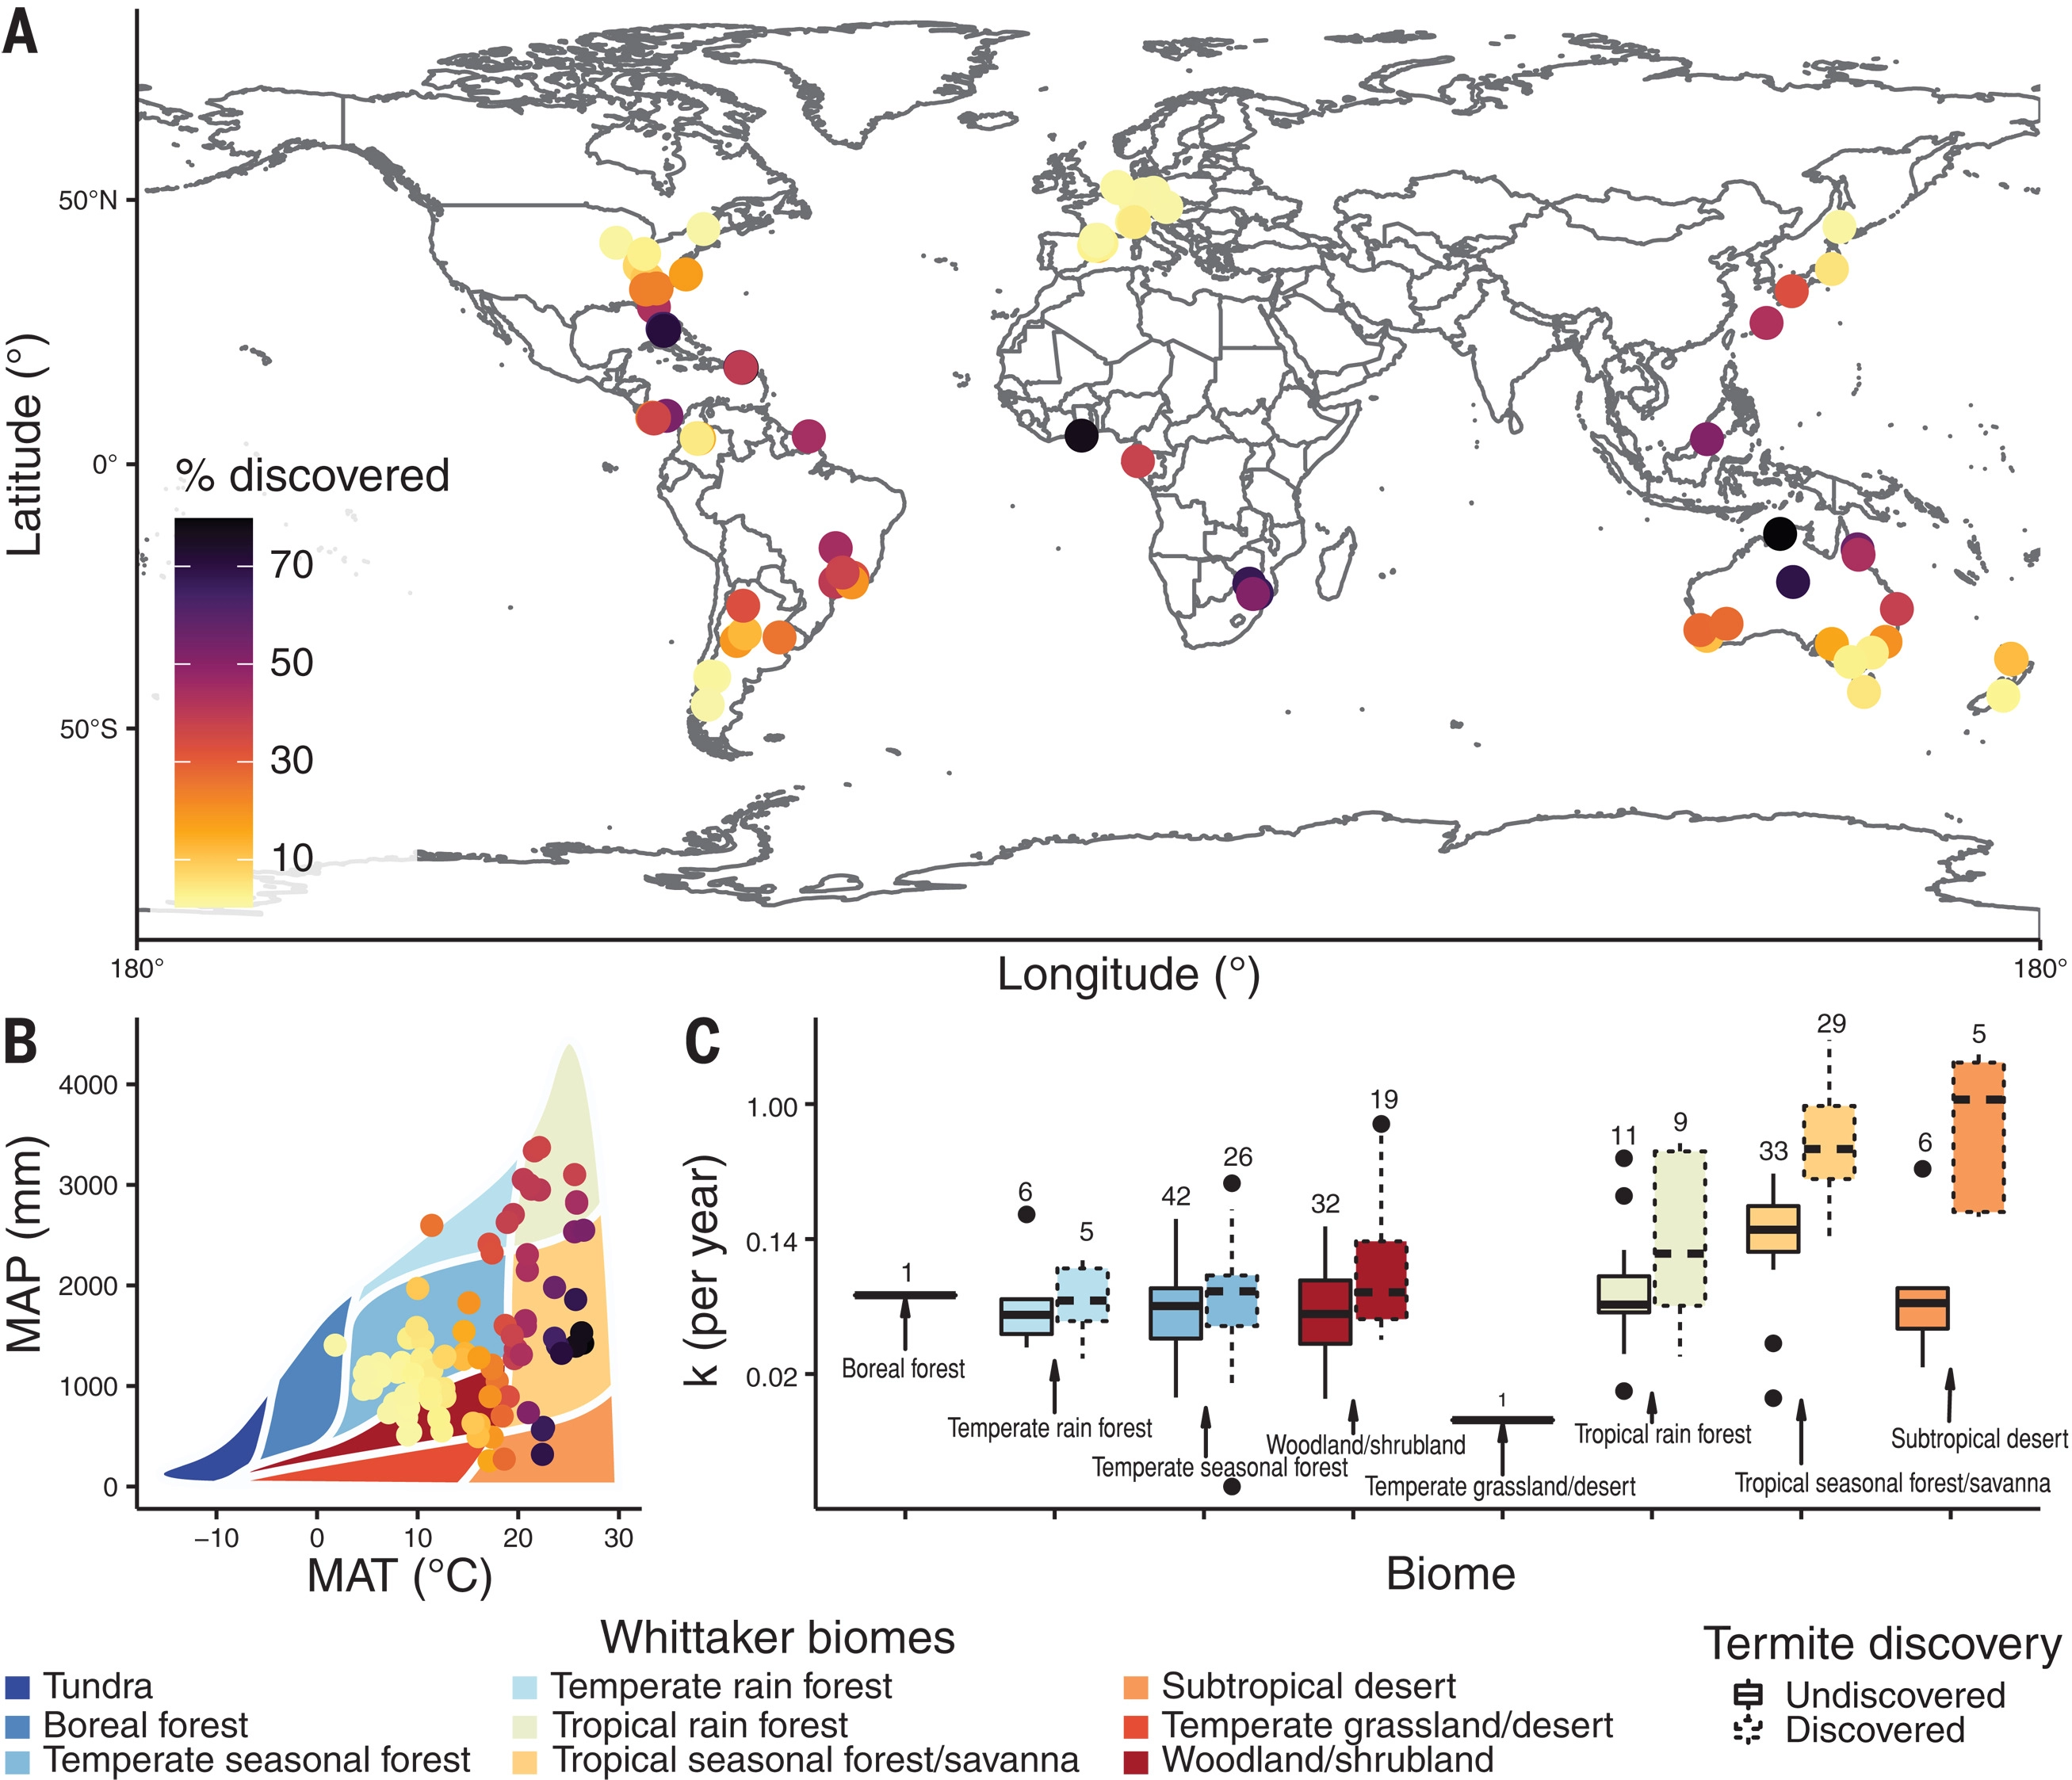 A
Latitude (°)
50°N
0°
50°S
% discovered
70
50
30
10
180°
Longitude (°)
180°
B
MAP (mm)
4000
3000
2000
1000
0
−10 0 10 20 30
MAT (°C)
C
k (per year)
1.00
0.14
0.02
1
Boreal forest
6
5
Temperate rain forest
42
26
Temperate seasonal forest
32
19
Woodland/shrubland
1
Temperate grassland/desert
11
9
Tropical rain forest
33
29
Tropical seasonal forest/savanna
6
5
Subtropical desert
Biome
Whittaker biomes
Tundra
Boreal forest
Temperate seasonal forest
Temperate rain forest
Tropical rain forest
Tropical seasonal forest/savanna
Subtropical desert
Temperate grassland/desert
Woodland/shrubland
Termite discovery
Undiscovered
Discovered